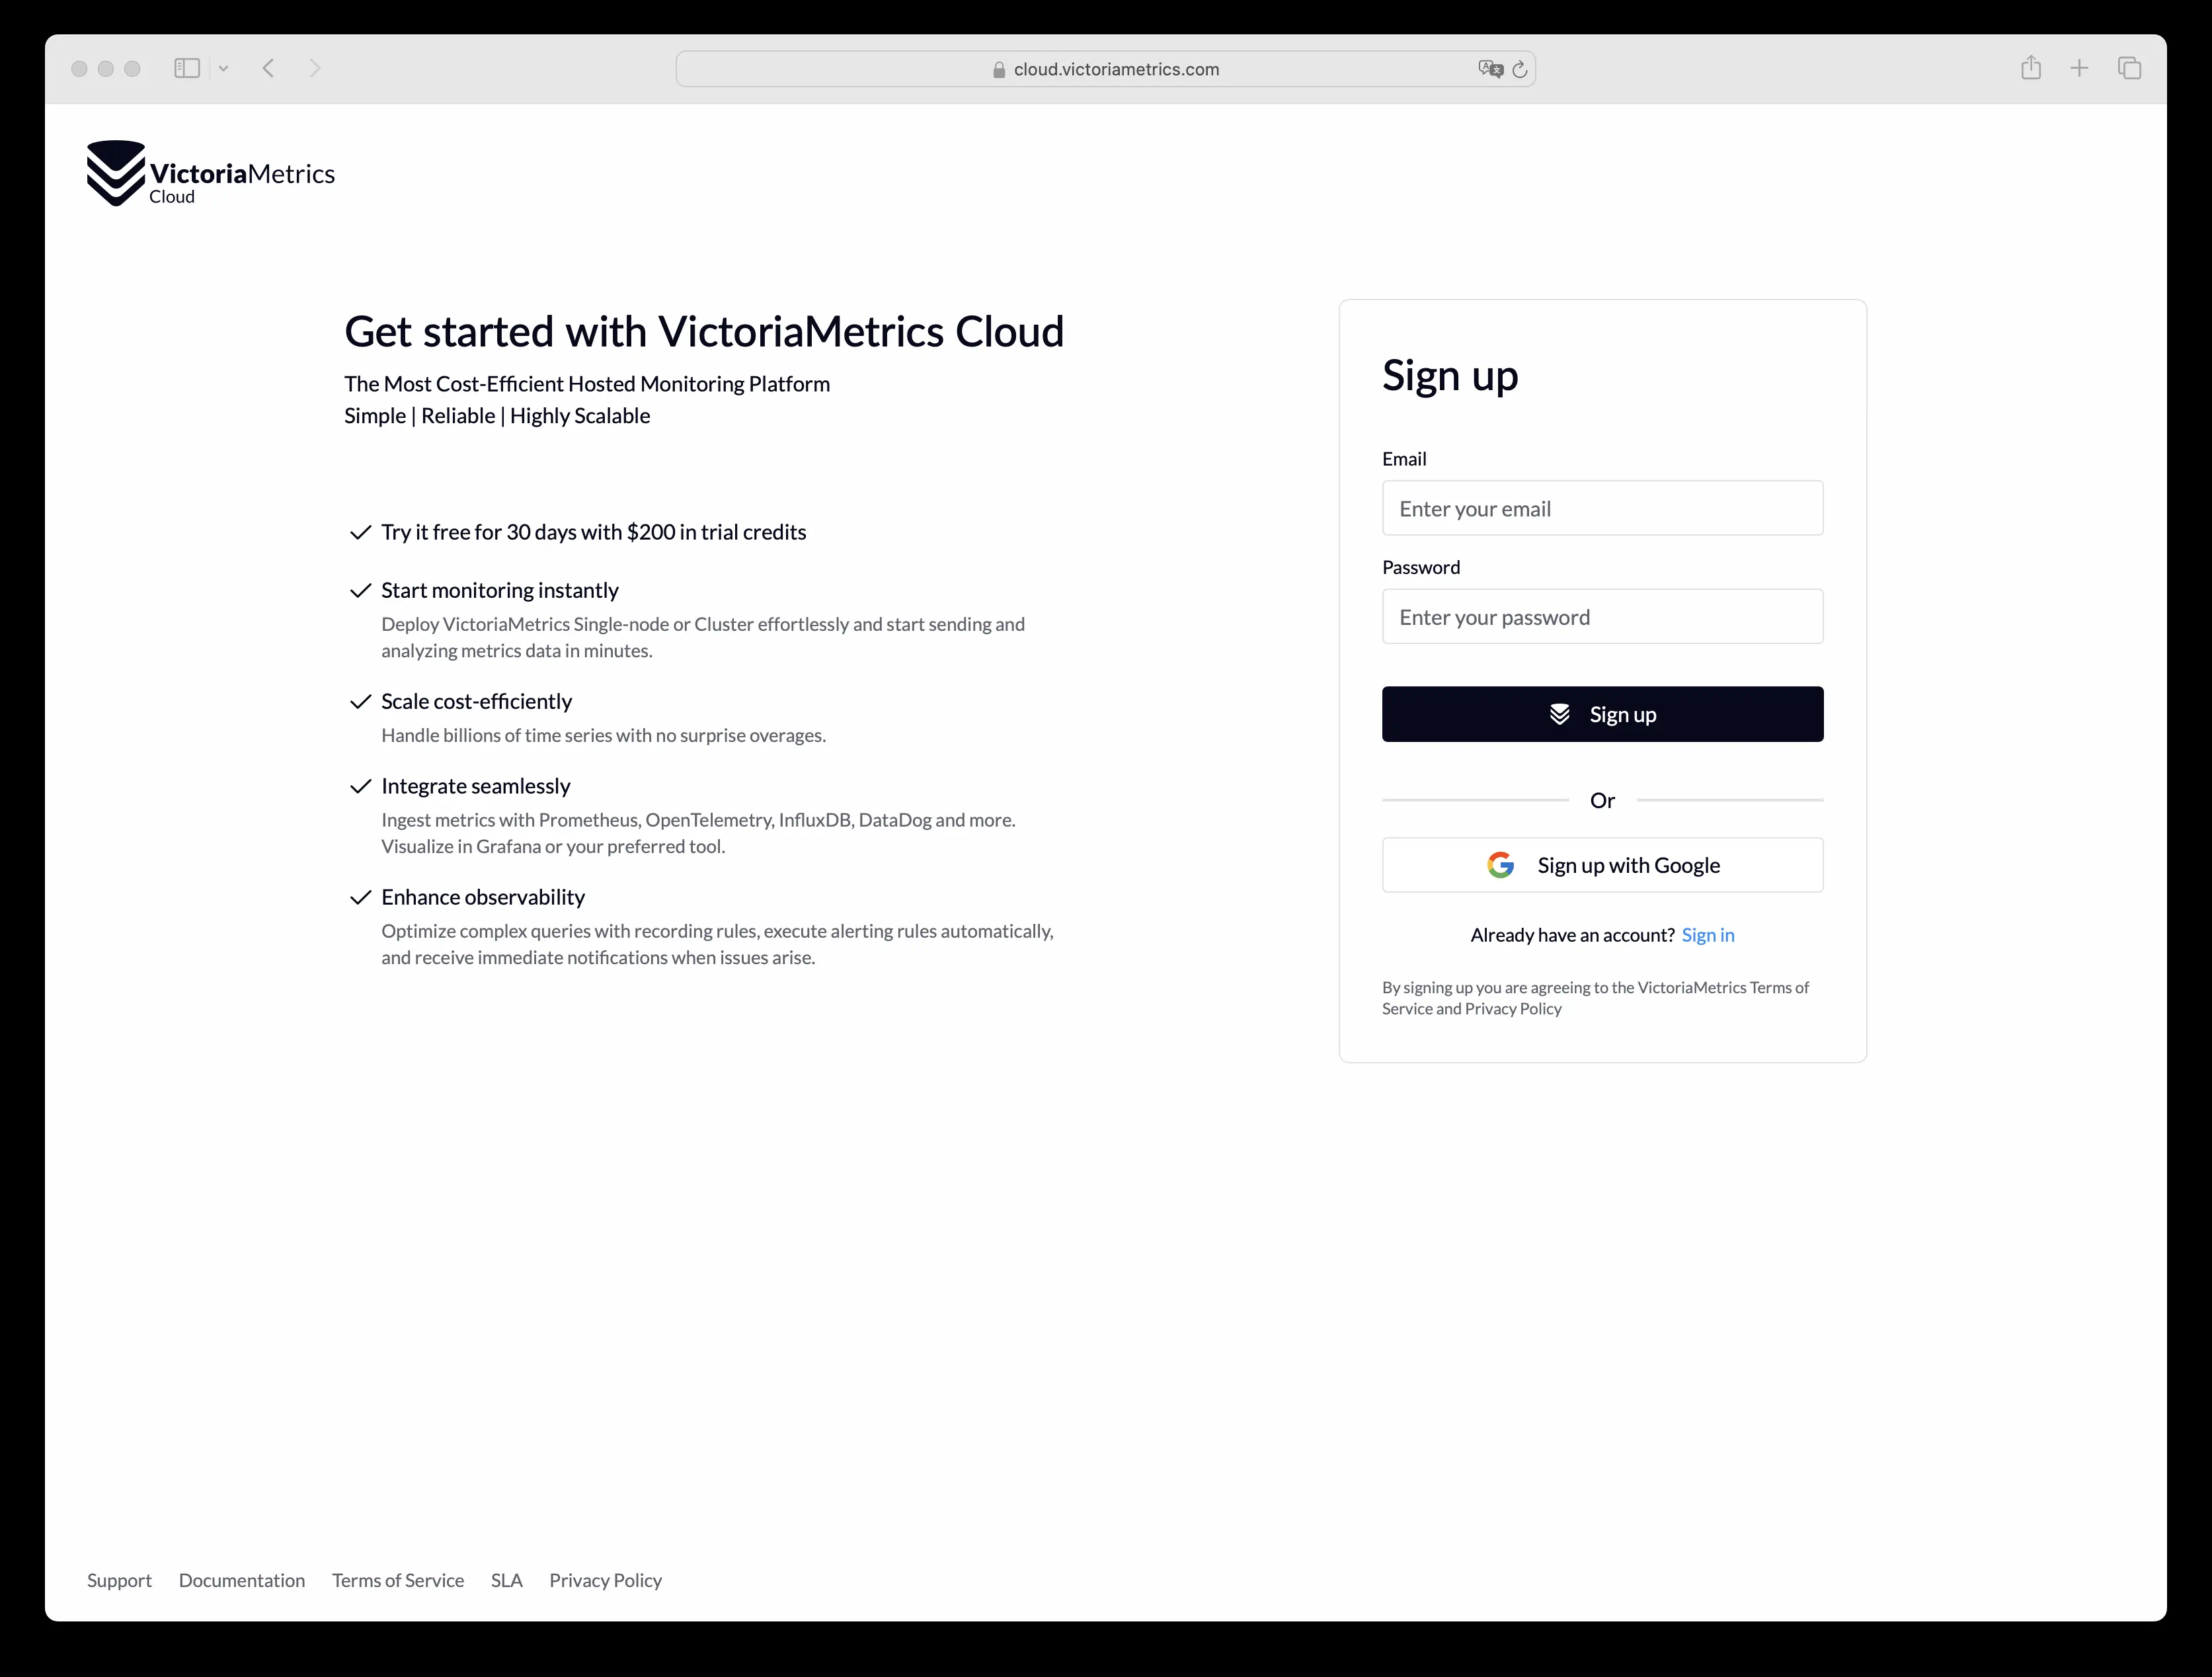 cloud.victoriametrics.com
VictoriaMetrics
Cloud
Get started with VictoriaMetrics Cloud
The Most Cost-Efficient Hosted Monitoring Platform
Simple | Reliable | Highly Scalable
Try it free for 30 days with $200 in trial credits
Start monitoring instantly
Deploy VictoriaMetrics Single-node or Cluster effortlessly and start sending and
analyzing metrics data in minutes.
Scale cost-efficiently
Handle billions of time series with no surprise overages.
Integrate seamlessly
Ingest metrics with Prometheus, OpenTelemetry, InfluxDB, DataDog and more.
Visualize in Grafana or your preferred tool.
Enhance observability
Optimize complex queries with recording rules, execute alerting rules automatically,
and receive immediate notifications when issues arise.
Sign up
Email
Enter your email
Password
Enter your password
Sign up
Or
Sign up with Google
Already have an account? Sign in
By signing up you are agreeing to the VictoriaMetrics Terms of
Service and Privacy Policy
Support Documentation Terms of Service SLA Privacy Policy